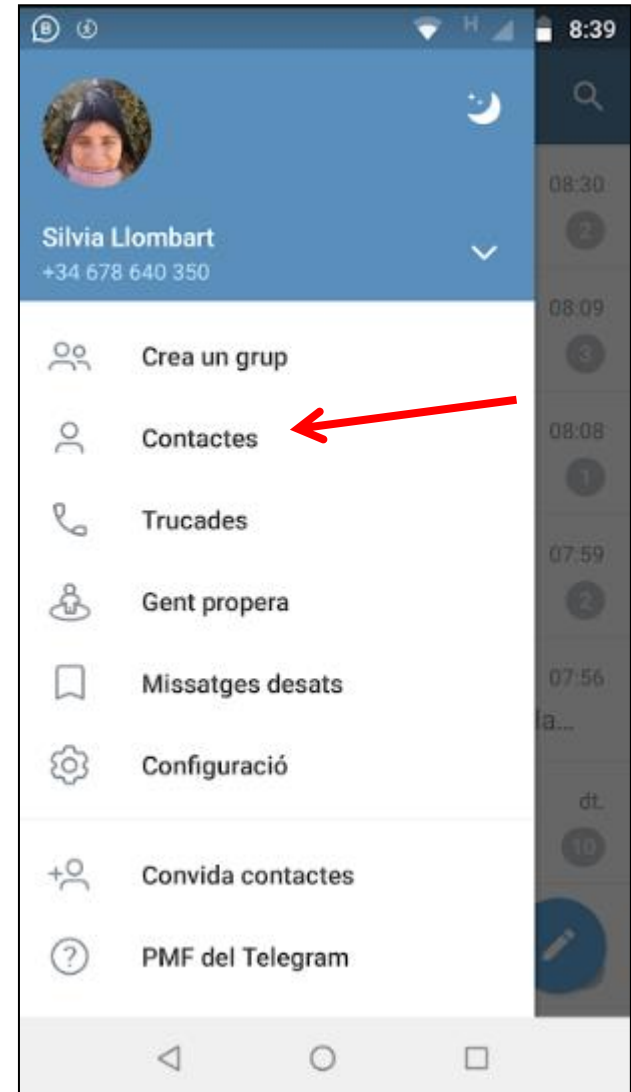 B
H
8:39
08:30
2
Silvia Llombart
+34 678 640 350
08:09
3
Crea un grup
Contactes
08:08
1
Trucades
07:59
2
Gent propera
Missatges desats
07:56
la...
Configuració
dt.
10
Convida contactes
PMF del Telegram